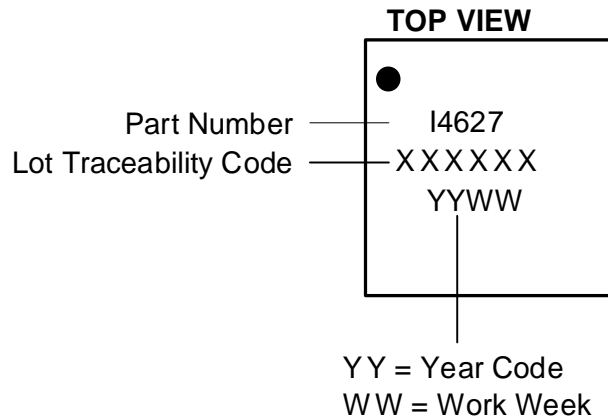 TOP VIEW
Part Number
I4627
Lot Traceability Code
XXXXXX
YYWW
YY = Year Code
WW = Work Week